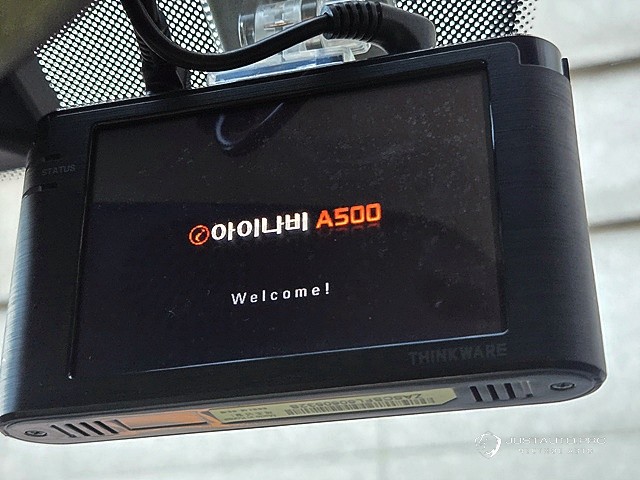 STATUS
아이나비 A500
Welcome!
THINKWARE